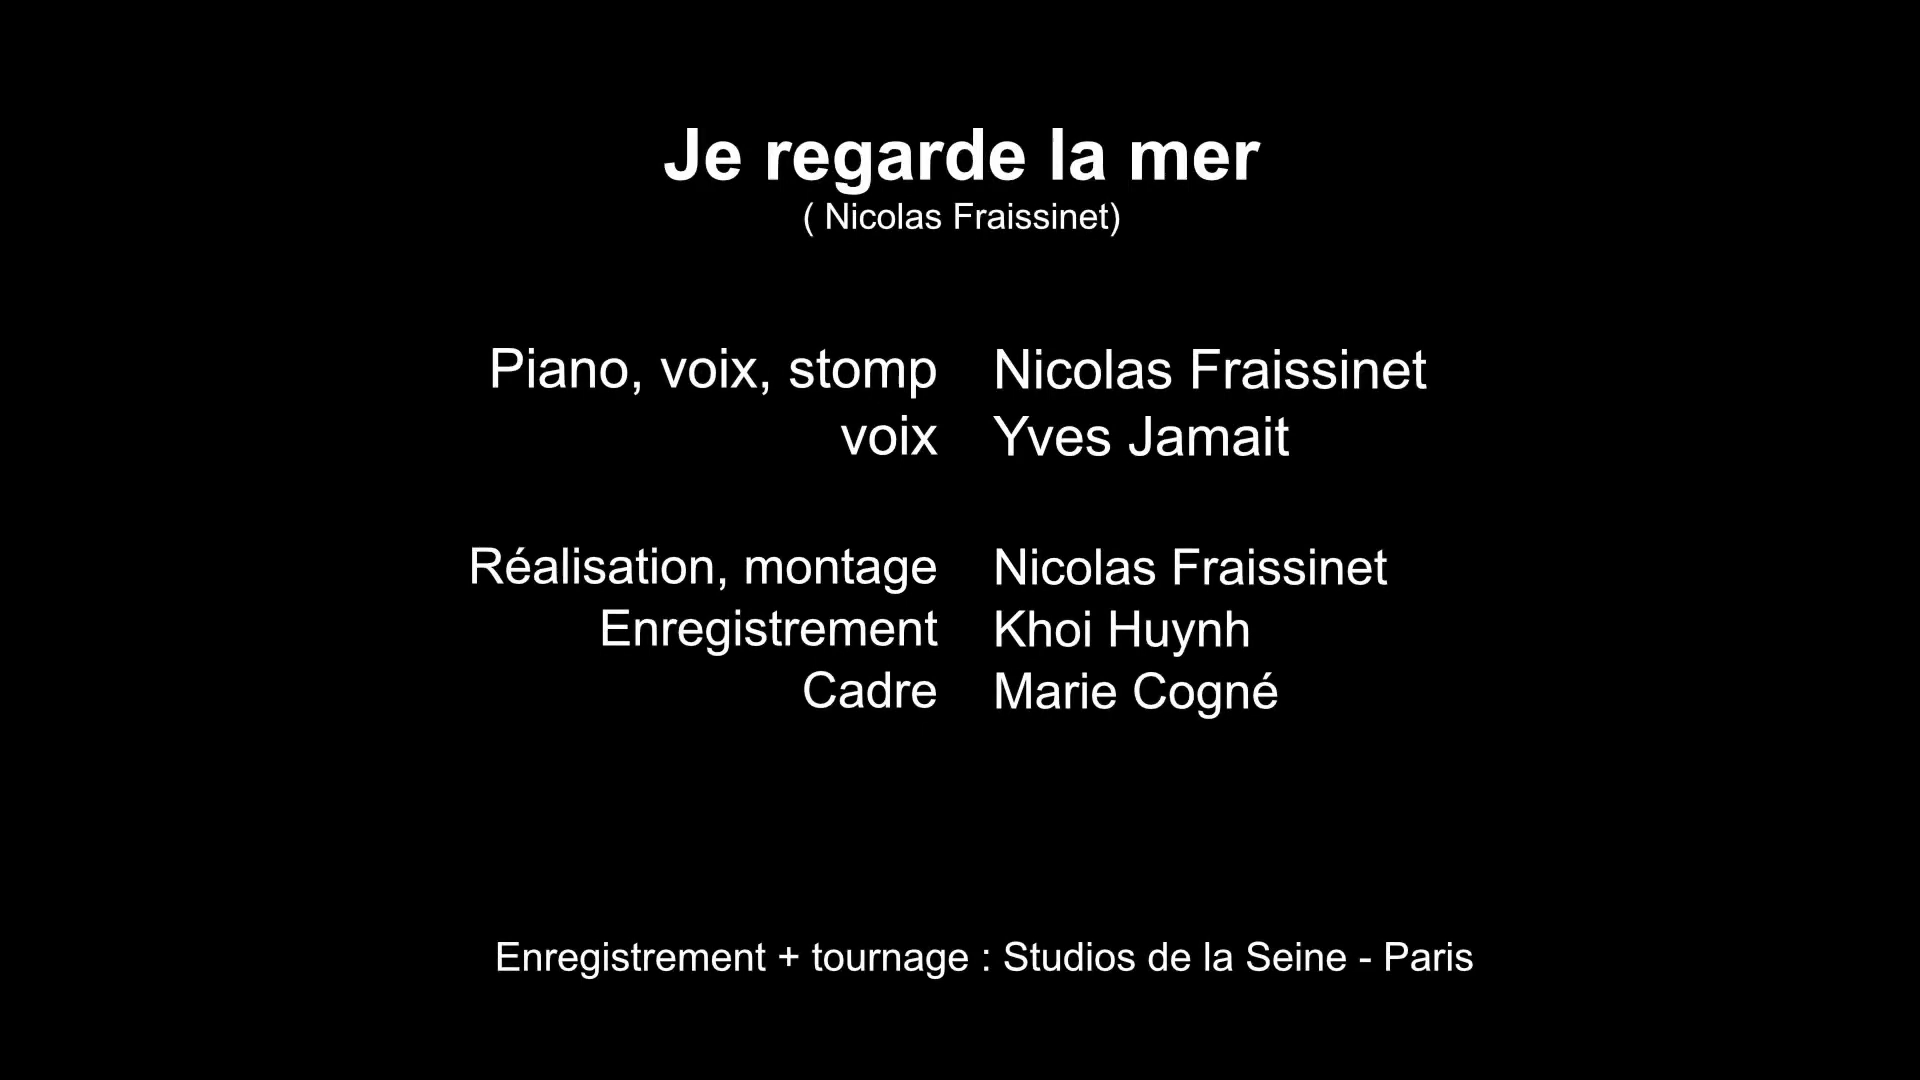 Je regarde la mer
( Nicolas Fraissinet)
Piano, voix, stomp Nicolas Fraissinet
voix Yves Jamait
Réalisation, montage Nicolas Fraissinet
Enregistrement Khoi Huynh
Cadre Marie Cogné
Enregistrement + tournage : Studios de la Seine - Paris